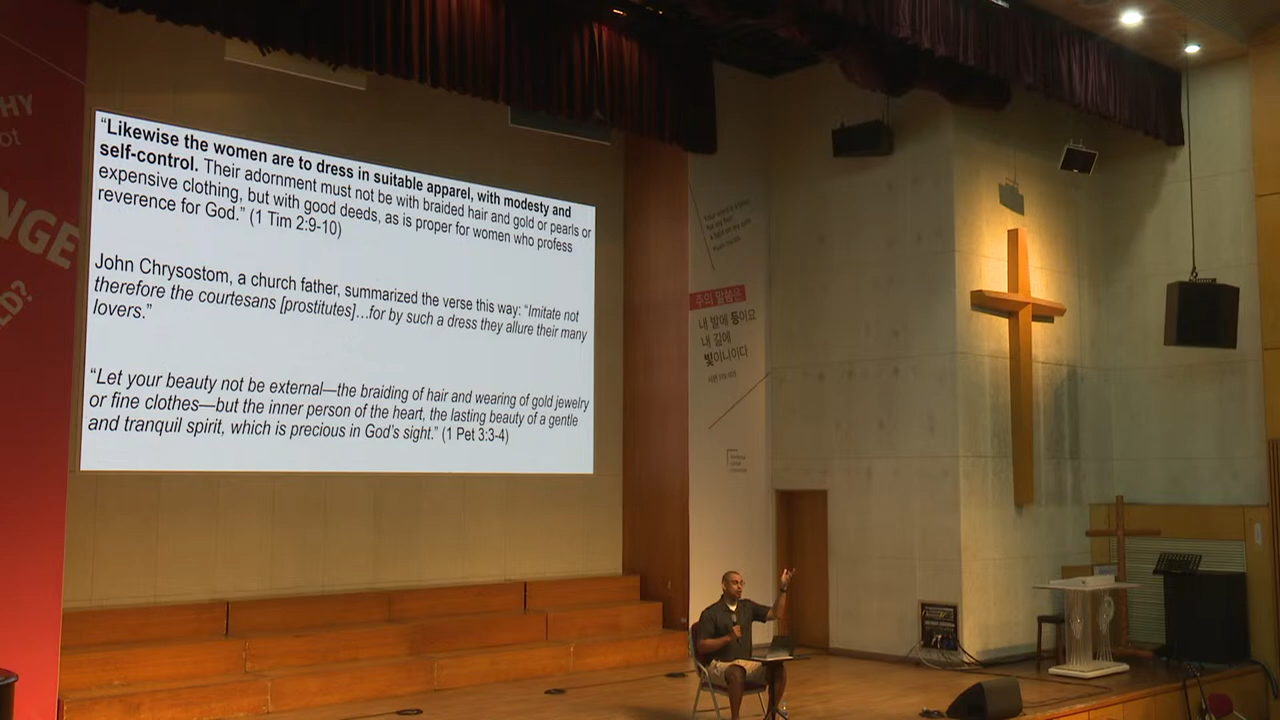 “Likewise the women are to dress in suitable apparel, with modesty and
self-control. Their adornment must not be with braided hair and gold or pearls or
expensive clothing, but with good deeds, as is proper for women who profess
reverence for God.” (1 Tim 2:9-10)
John Chrysostom, a church father, summarized the verse this way: “Imitate not
therefore the courtesans [prostitutes]…for by such a dress they allure their many
lovers.”
“Let your beauty not be external—the braiding of hair and wearing of gold jewelry
or fine clothes—but the inner person of the heart, the lasting beauty of a gentle
and tranquil spirit, which is precious in God’s sight.” (1 Pet 3:3-4)
HY
ot
NGE
D?
주의 말씀은
내 발에 등이요
내 길에
빛이니이다